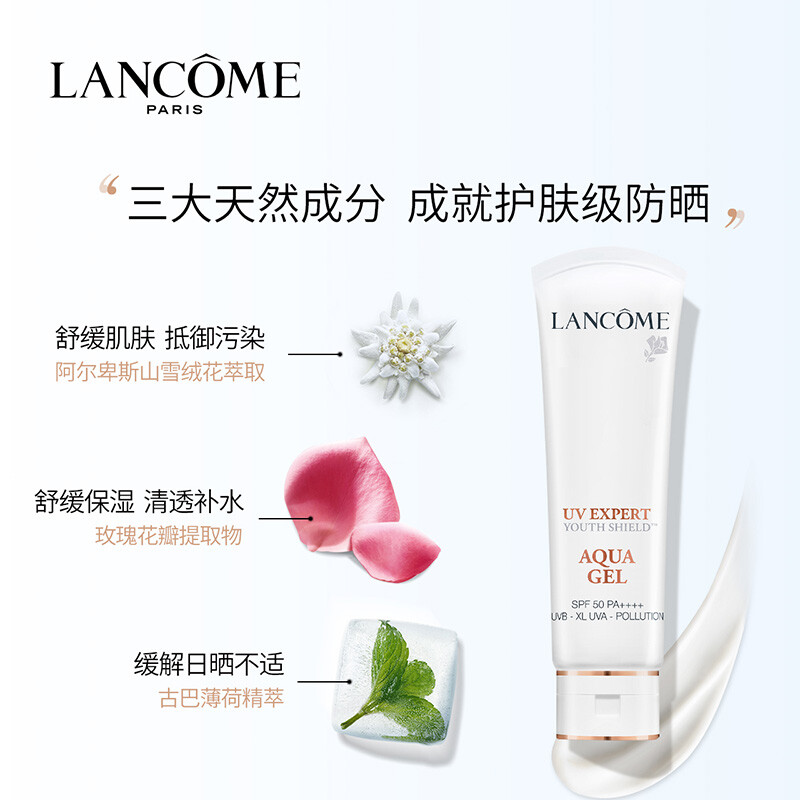 LANCÔME
PARIS
“三大天然成分 成就护肤级防晒”
舒缓肌肤 抵御污染
阿尔卑斯山雪绒花萃取
舒缓保湿 清透补水
玫瑰花瓣提取物
缓解日晒不适
古巴薄荷精萃
LANCÔME
UV EXPERT
YOUTH SHIELD™
AQUA
GEL
SPF 50 PA++++
UVB - XL UVA - POLLUTION